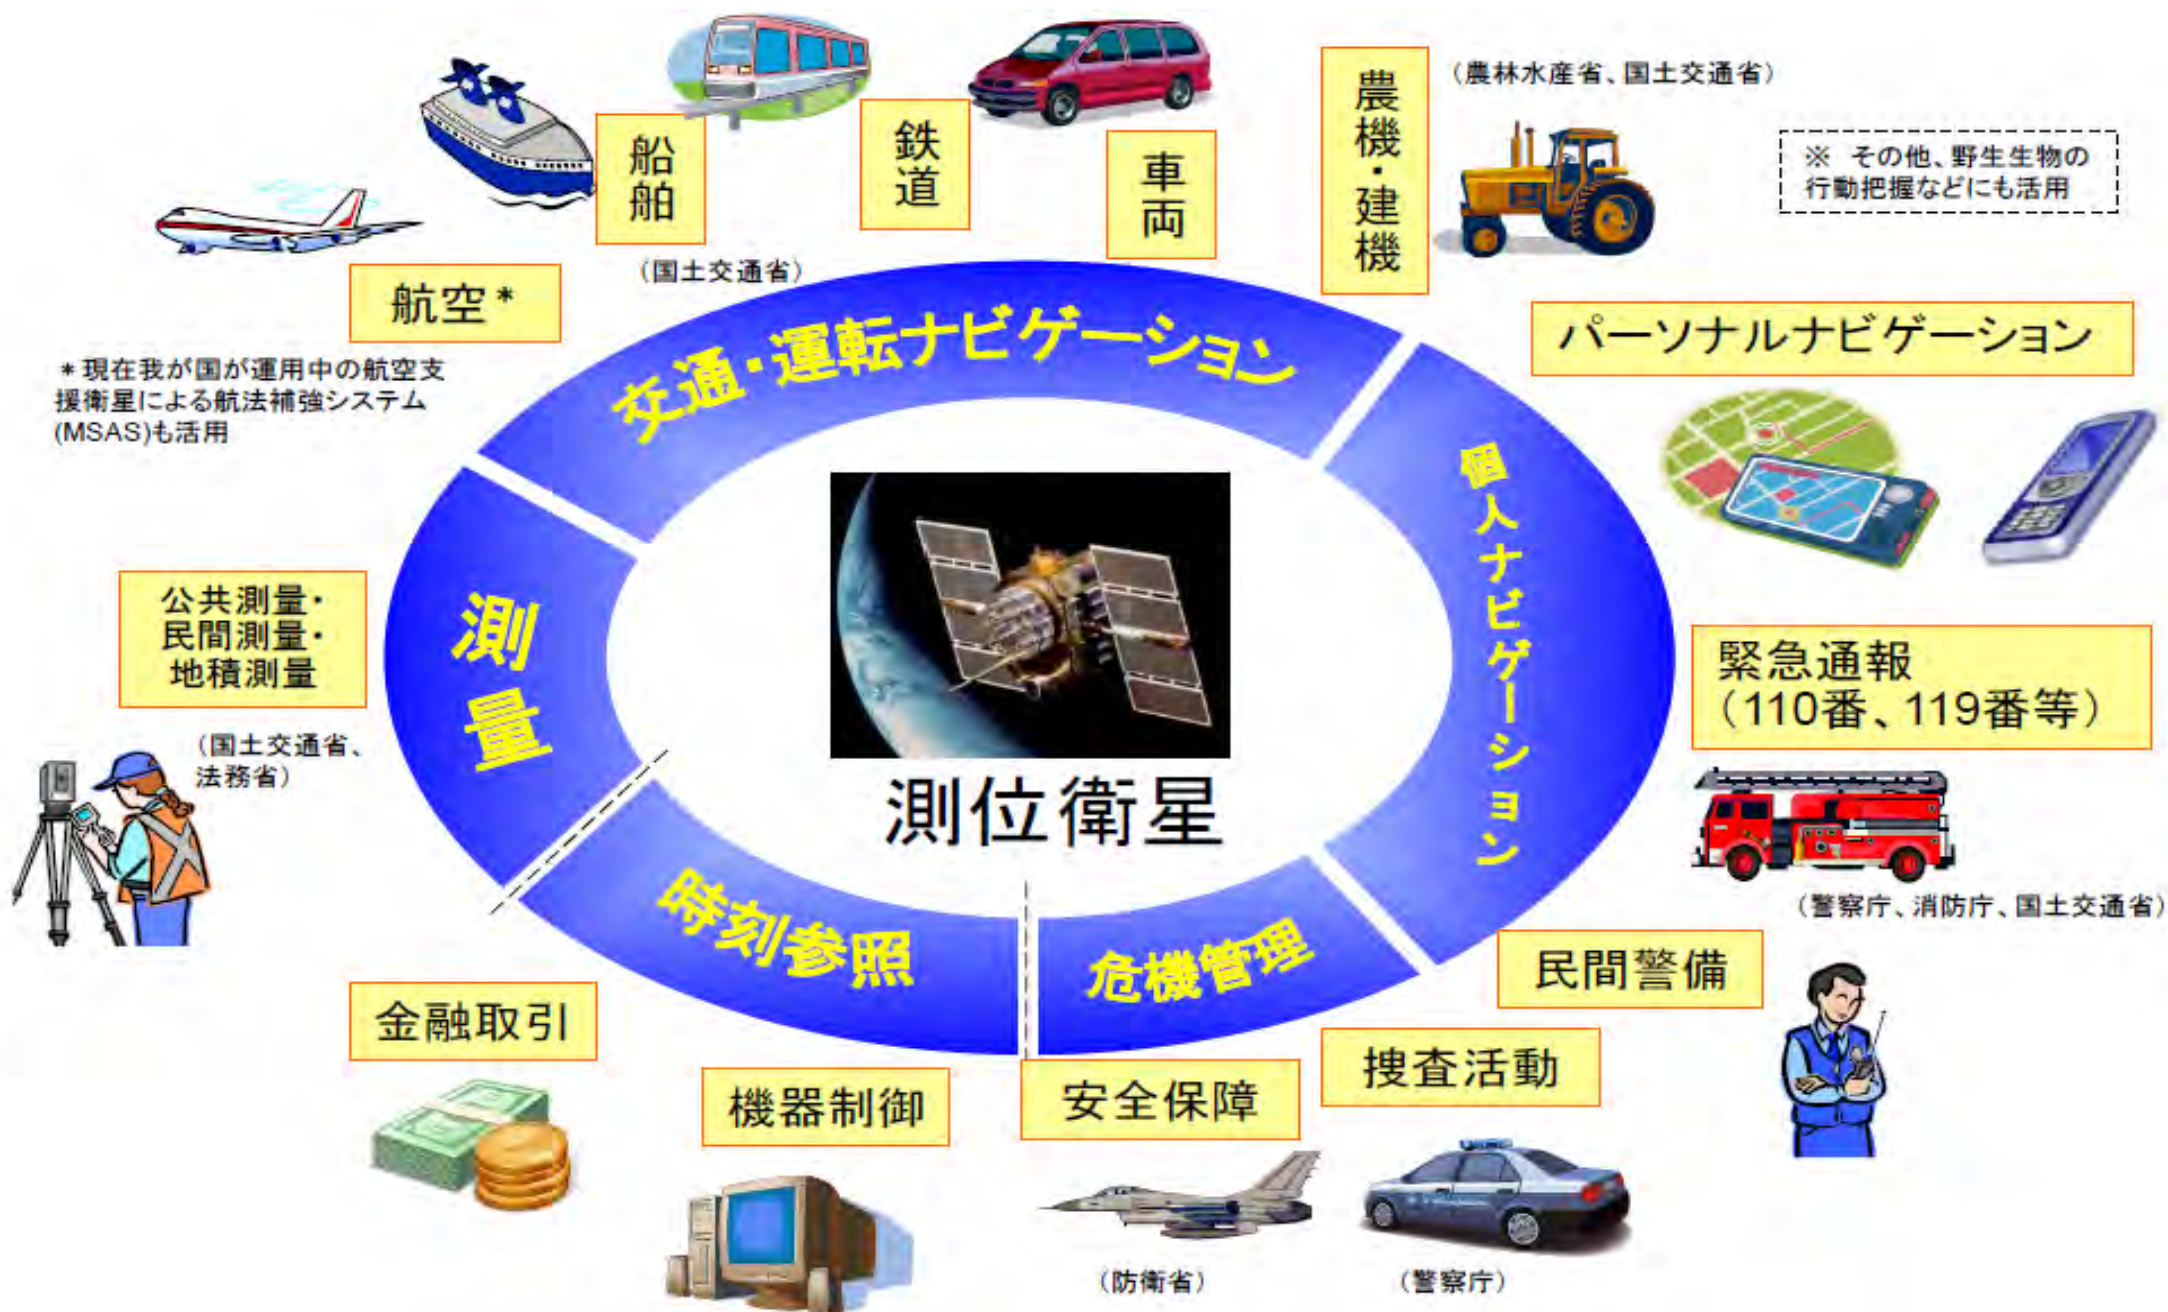 船舶
鉄道
車両
農機・建機
（農林水産省、国土交通省）
※ その他、野生生物の
行動把握などにも活用
航空*
（国土交通省）
*現在我が国が運用中の航空支
援衛星による航法補強システム
(MSAS)も活用
交通・運転ナビゲーション
パーソナルナビゲーション
個人ナビゲーション
測量
公共測量・
民間測量・
地積測量
（国土交通省、
法務省）
測位衛星
緊急通報
（110番、119番等）
（警察庁、消防庁、国土交通省）
時刻参照
危機管理
民間警備
金融取引
機器制御
安全保障
捜査活動
（防衛省）
（警察庁）